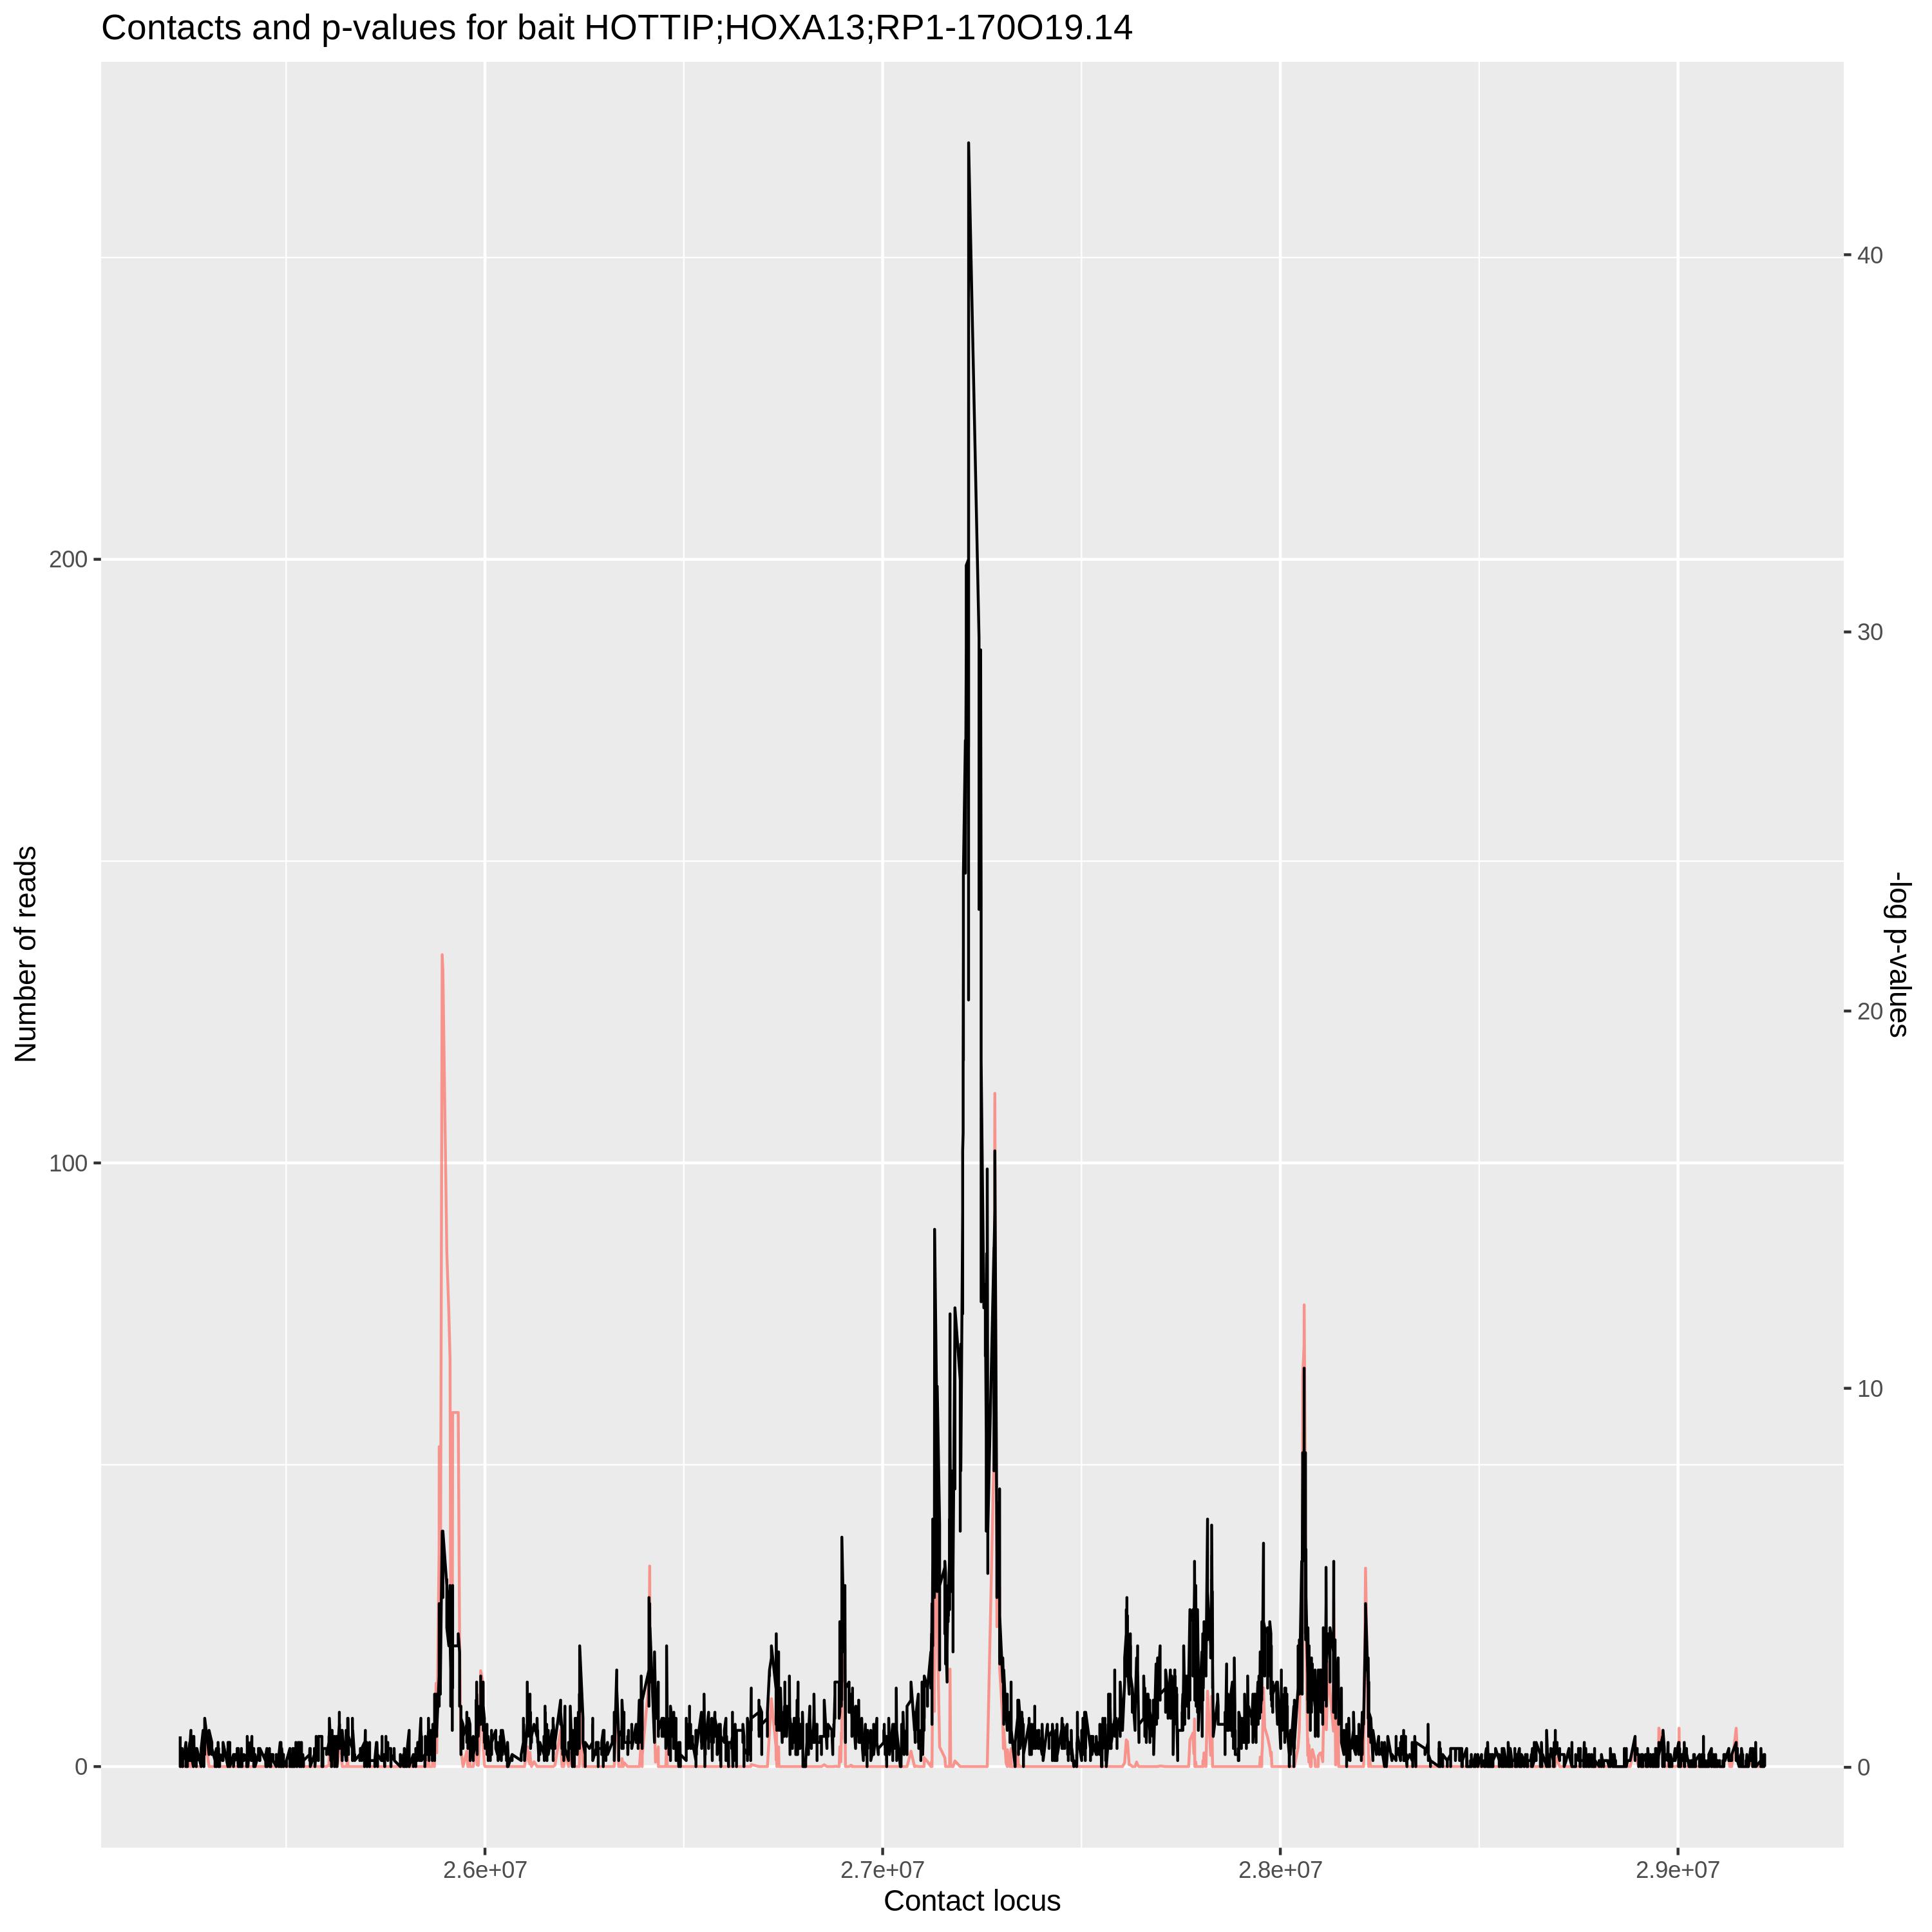 Contacts and p-values for bait HOTTIP;HOXA13;RP1-170O19.14
Number of reads
200
100
0
40
30
20
10
0
-log p-values
2.6e+07
2.7e+07
2.8e+07
2.9e+07
Contact locus